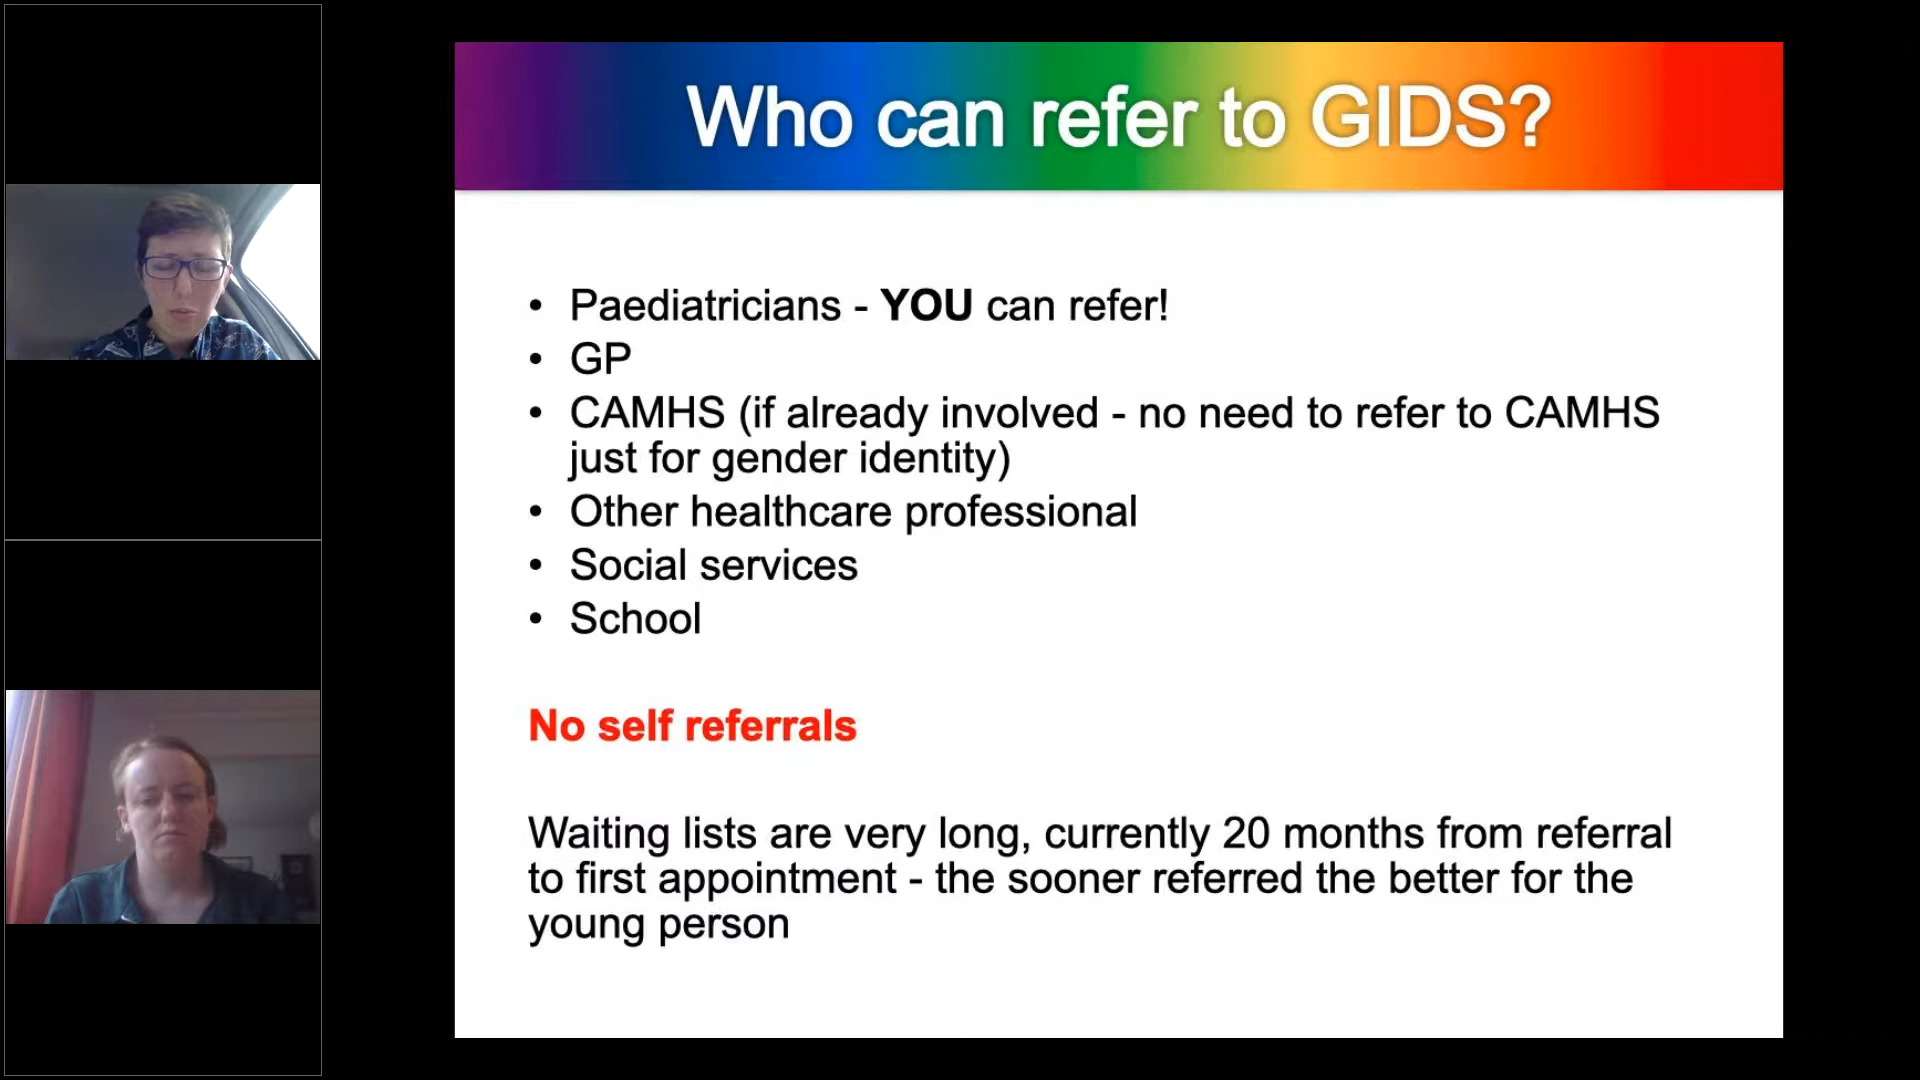 Who can refer to GIDS?
• Paediatricians - YOU can refer!
• GP
• CAMHS (if already involved - no need to refer to CAMHS
just for gender identity)
• Other healthcare professional
• Social services
• School
No self referrals
Waiting lists are very long, currently 20 months from referral
to first appointment - the sooner referred the better for the
young person